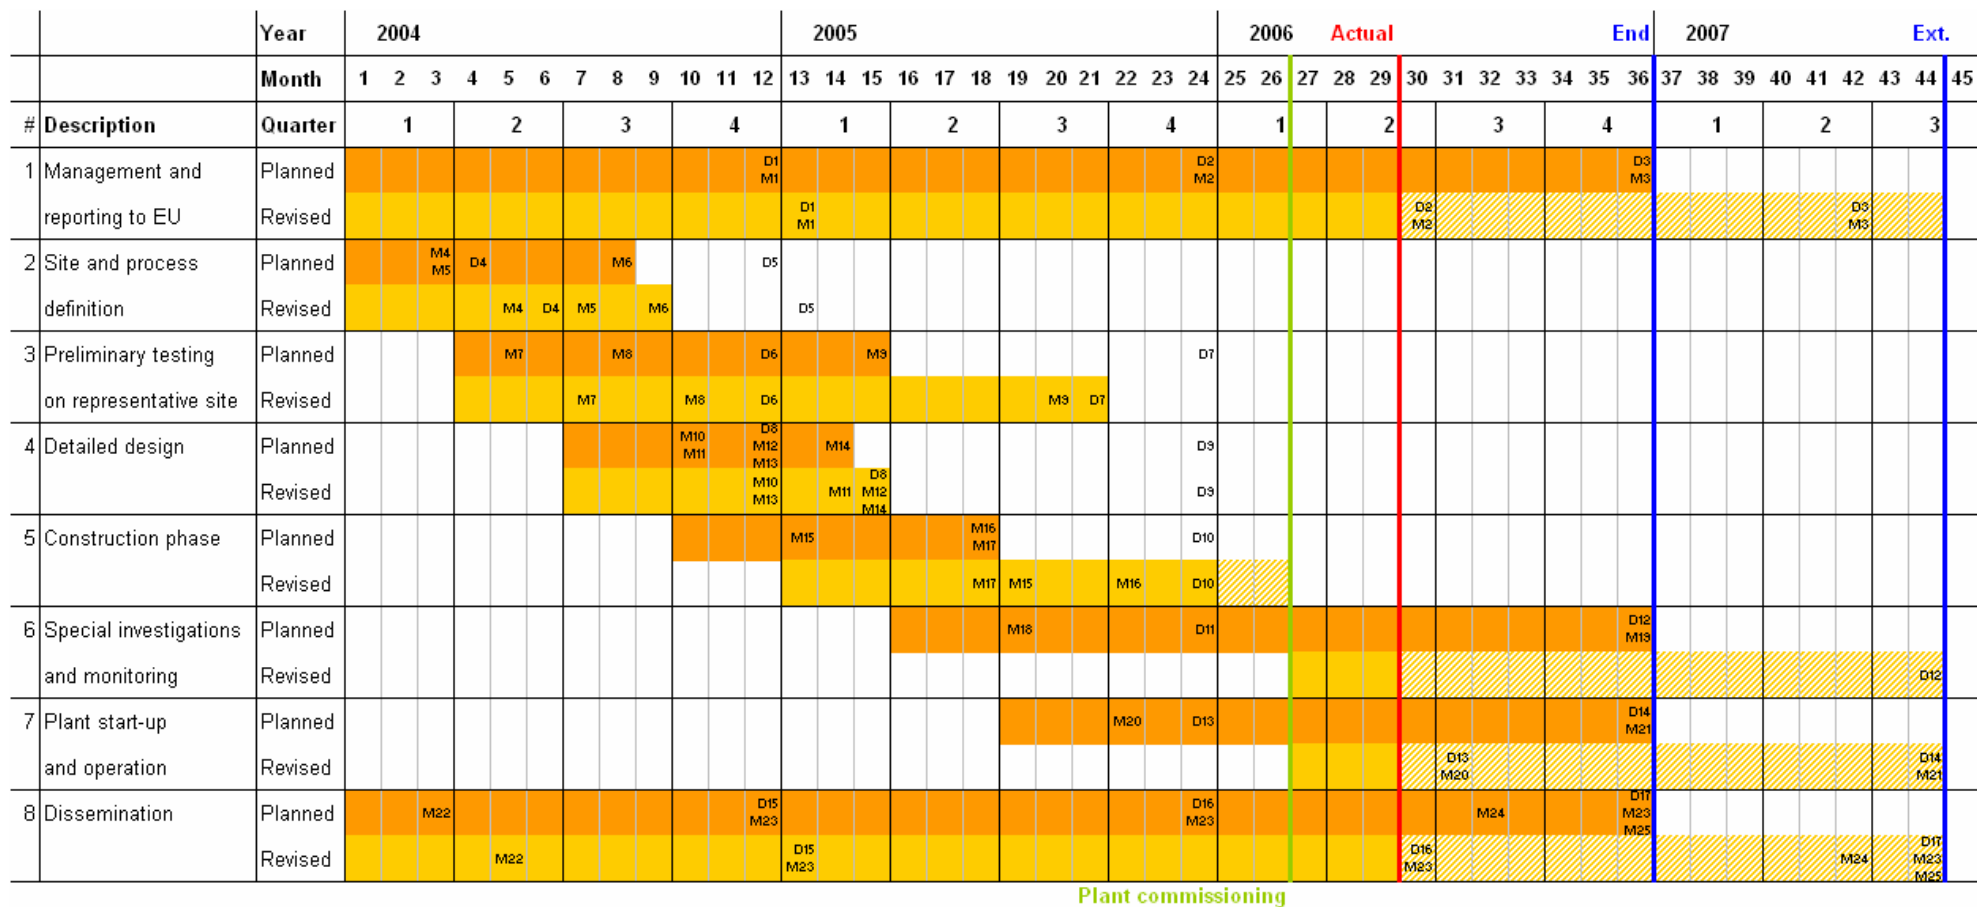 Year 2004 2005 2006 Actual End 2007 Ext.
Month 1 2 3 4 5 6 7 8 9 10 11 12 13 14 15 16 17 18 19 20 21 22 23 24 25 26 27 28 29 30 31 32 33 34 35 36 37 38 39 40 41 42 43 44 45
# Description Quarter 1 2 3 4 1 2 3 4 1 2 3 4 1 2 3
D1 D2 D3
1 Management and Planned
M1 M2 M3
D1 D2 D3
reporting to EU Revised
M1 M2 M3
M4
2 Site and process Planned D4 M6 D5
M5
definition Revised M4 D4 M5 M6 D5
3 Preliminary testing Planned M7 M8 D6 M9 D7
on representative site Revised M7 M8 D6 M9 D7
M10 D8
4 Detailed design Planned M12 M14 D9
M11 M13
M10 D8
Revised M11 M12 D9
M13 M14
M16
5 Construction phase Planned M15 D10
M17
Revised M17 M15 M16 D10
D12
6 Special investigations Planned M18 D11
M19
and monitoring Revised D12
D14
7 Plant start-up Planned M20 D13
M21
D13 D14
and operation Revised
M20 M21
D15 D16 D17
8 Dissemination Planned M22 M23 M23 M24 M23
M25
D15 D16 D17
Revised M22 M23 M23 M24 M23
M25
Plant commissioning